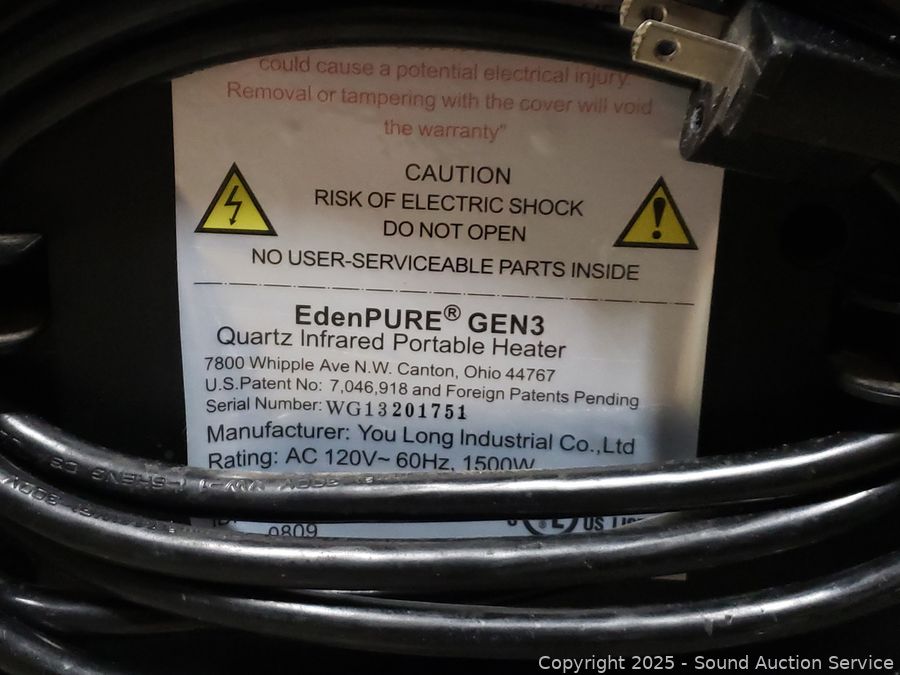 could cause a potential electrical injury.
Removal or tampering with the cover will void
the warranty"
CAUTION
RISK OF ELECTRIC SHOCK
DO NOT OPEN
NO USER-SERVICEABLE PARTS INSIDE
EdenPURE® GEN3
Quartz Infrared Portable Heater
7800 Whipple Ave N.W. Canton, Ohio 44767
U.S.Patent No: 7,046,918 and Foreign Patents Pending
Serial Number: WG13201751
Manufacturer: You Long Industrial Co.,Ltd
Rating: AC 120V~ 60Hz, 1500W
0809
US
Copyright 2025 - Sound Auction Service